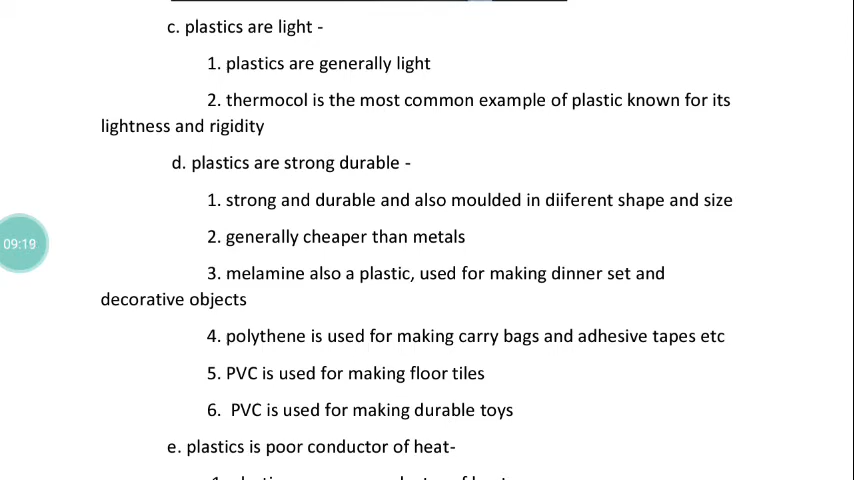 c. plastics are light -
1. plastics are generally light
2. thermocol is the most common example of plastic known for its
lightness and rigidity
d. plastics are strong durable -
1. strong and durable and also moulded in diiferent shape and size
2. generally cheaper than metals
09:19
3. melamine also a plastic, used for making dinner set and
decorative objects
4. polythene is used for making carry bags and adhesive tapes etc
5. PVC is used for making floor tiles
6. PVC is used for making durable toys
e. plastics is poor conductor of heat-